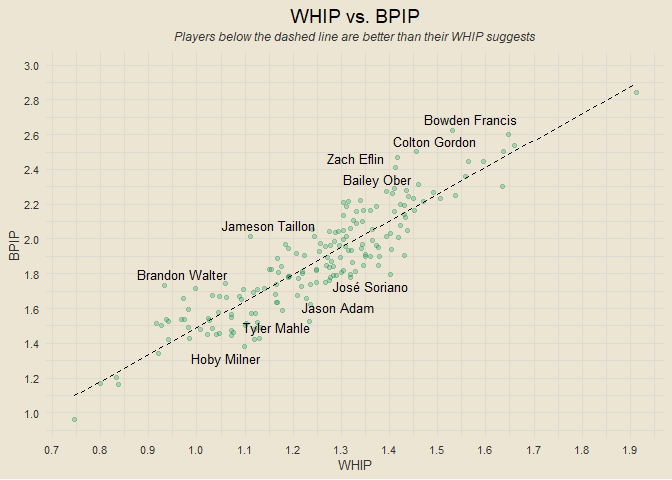 WHIP vs. BPIP
Players below the dashed line are better than their WHIP suggests
3.0
2.8
2.6
2.4
2.2
2.0
1.8
1.6
1.4
1.2
1.0
BPIP
Bowden Francis
Colton Gordon
Zach Eflin
Bailey Ober
Jameson Taillon
Brandon Walter
José Soriano
Jason Adam
Tyler Mahle
Hoby Milner
0.7 0.8 0.9 1.0 1.1 1.2 1.3 1.4 1.5 1.6 1.7 1.8 1.9
WHIP